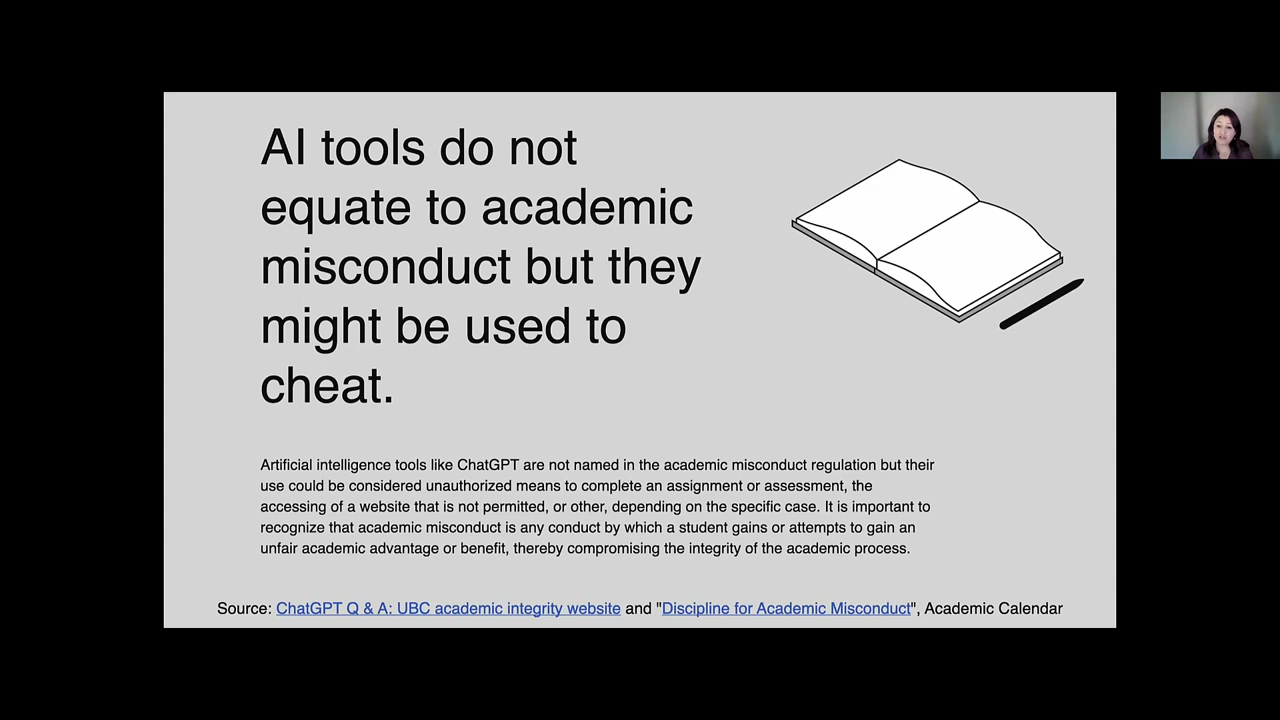 AI tools do not
equate to academic
misconduct but they
might be used to
cheat.
Artificial intelligence tools like ChatGPT are not named in the academic misconduct regulation but their
use could be considered unauthorized means to complete an assignment or assessment, the
accessing of a website that is not permitted, or other, depending on the specific case. It is important to
recognize that academic misconduct is any conduct by which a student gains or attempts to gain an
unfair academic advantage or benefit, thereby compromising the integrity of the academic process.
Source: ChatGPT Q & A: UBC academic integrity website and "Discipline for Academic Misconduct", Academic Calendar